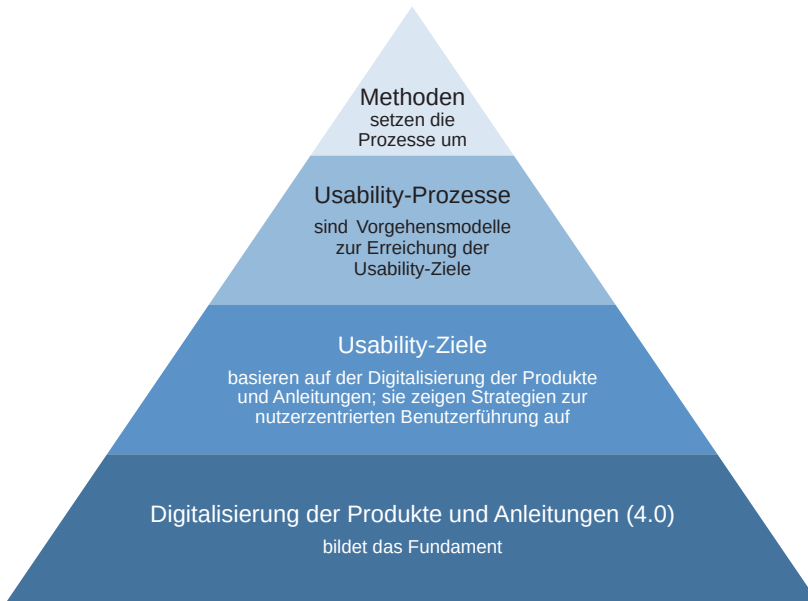 Methoden
setzen die
Prozesse um
Usability-Prozesse
sind Vorgehensmodelle
zur Erreichung der
Usability-Ziele
Usability-Ziele
basieren auf der Digitalisierung der Produkte
und Anleitungen; sie zeigen Strategien zur
nutzerzentrierten Benutzerführung auf
Digitalisierung der Produkte und Anleitungen (4.0)
bildet das Fundament